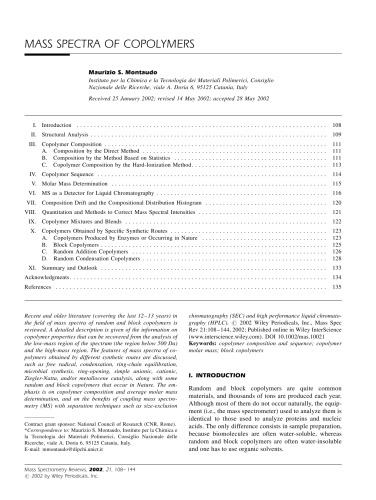 MASS SPECTRA OF COPOLYMERS
Maurizio S. Montaudo
Instituto per la Chimica e la Tecnologia dei Materiali Polimerici, Consiglio
Nazionale delle Ricerche, viale A. Doria 6, 95125 Catania, Italy
Received 25 January 2002; revised 14 May 2002; accepted 28 May 2002
I. Introduction 108
II. Structural Analysis 109
III. Copolymer Composition 111
A. Composition by the Direct Method 111
B. Composition by the Method Based on Statistics 111
C. Copolymer Composition by the Hard-Ionization Method 113
IV. Copolymer Sequence 114
V. Molar Mass Determination 115
VI. MS as a Detector for Liquid Chromatography 116
VII. Composition Drift and the Compositional Distribution Histogram 120
VIII. Quantitation and Methods to Correct Mass Spectral Intensities 121
IX. Copolymer Mixtures and Blends 122
X. Copolymers Obtained by Specific Synthetic Routes 123
A. Copolymers Produced by Enzymes or Occurring in Nature 123
B. Block Copolymers 125
C. Random Addition Copolymers 126
D. Random Condensation Copolymers 128
XI. Summary and Outlook 133
Acknowledgments 134
References 135
Recent and older literature (covering the last 12–13 years) in
the field of mass spectra of random and block copolymers is
reviewed. A detailed description is given of the information on
copolymer properties that can be recovered from the analysis of
the low-mass region of the spectrum (the region below 500 Da)
and the high-mass region. The features of mass spectra of co-
polymers obtained by different synthetic routes are discussed,
such as free radical, condensation, ring-chain equilibration,
microbial synthesis, ring-opening, simple anionic, cationic,
Ziegler-Natta, and/or metallocene catalysis, along with some
random and block copolymers that occur in Nature. The em-
phasis is on copolymer composition and average molar mass
determination, and on the benefits of coupling mass spectro-
metry (MS) with separation techniques such as size-exclusion
Contract grant sponsor: National Council of Research (CNR, Rome).
*Correspondence to: Maurizio S. Montaudo, Instituto per la Chimica e
la Tecnologia dei Materiali Polimerici, Consiglio Nazionale delle
Ricerche, viale A. Doria 6, 95125 Catania, Italy.
E-mail: mmontaudo@dipchi.unict.it
chromatography (SEC) and high performance liquid chromato-
graphy (HPLC). © 2002 Wiley Periodicals, Inc., Mass Spec
Rev 21:108–144, 2002; Published online in Wiley InterScience
(www.interscience.wiley.com). DOI 10.1002/mas.10021
Keywords: copolymer composition and sequence; copolymer
molar mass; block copolymers
I. INTRODUCTION
Random and block copolymers are quite common
materials, and thousands of tons are produced each year.
Although most of them do not occur naturally, the equip-
ment (i.e., the mass spectrometer) used to analyze them is
identical to those used to analyze proteins and nucleic
acids. The only difference consists in sample preparation,
because biomolecules are often water-soluble, whereas
random and block copolymers are often water-insoluble
and one has to use organic solvents.
Mass Spectrometry Reviews, 2002, 21, 108–144
© 2002 by Wiley Periodicals, Inc.